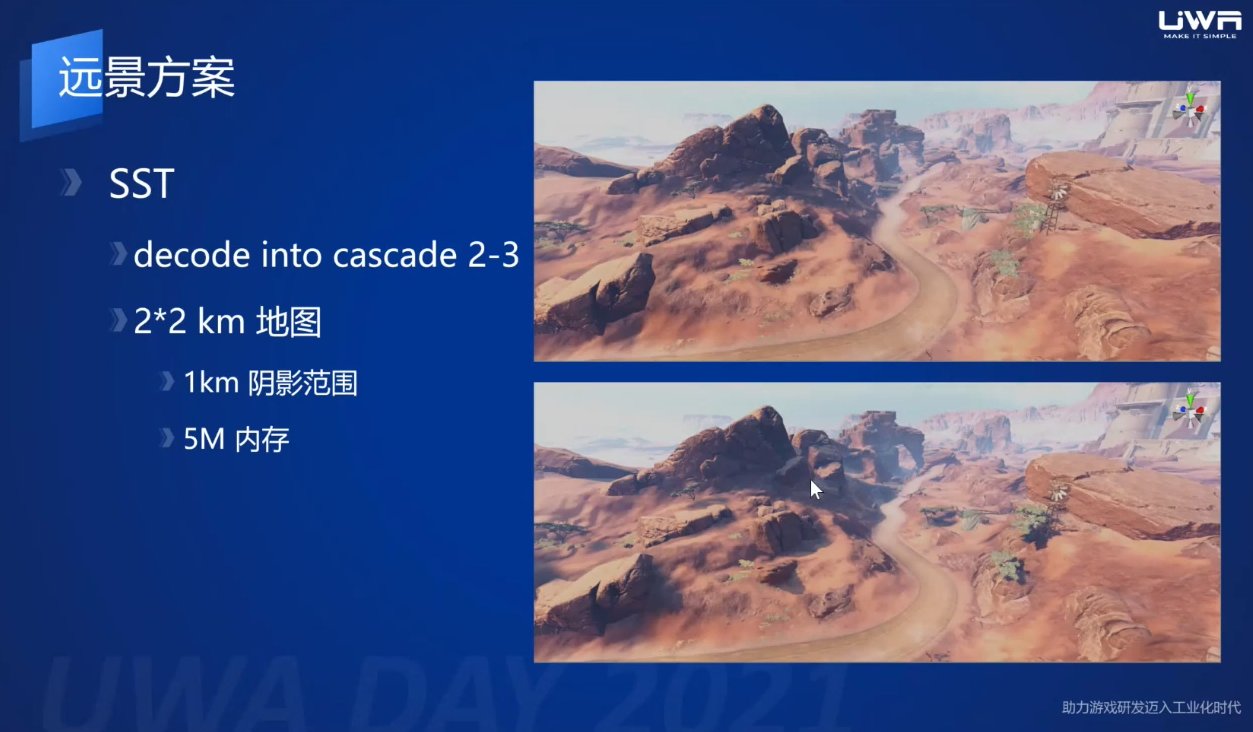 UWA
MAKE IT SIMPLE
远景方案
SST
decode into cascade 2-3
2*2 km 地图
1km 阴影范围
5M 内存
UWA DAY 2021
助力游戏研发迈入工业化时代